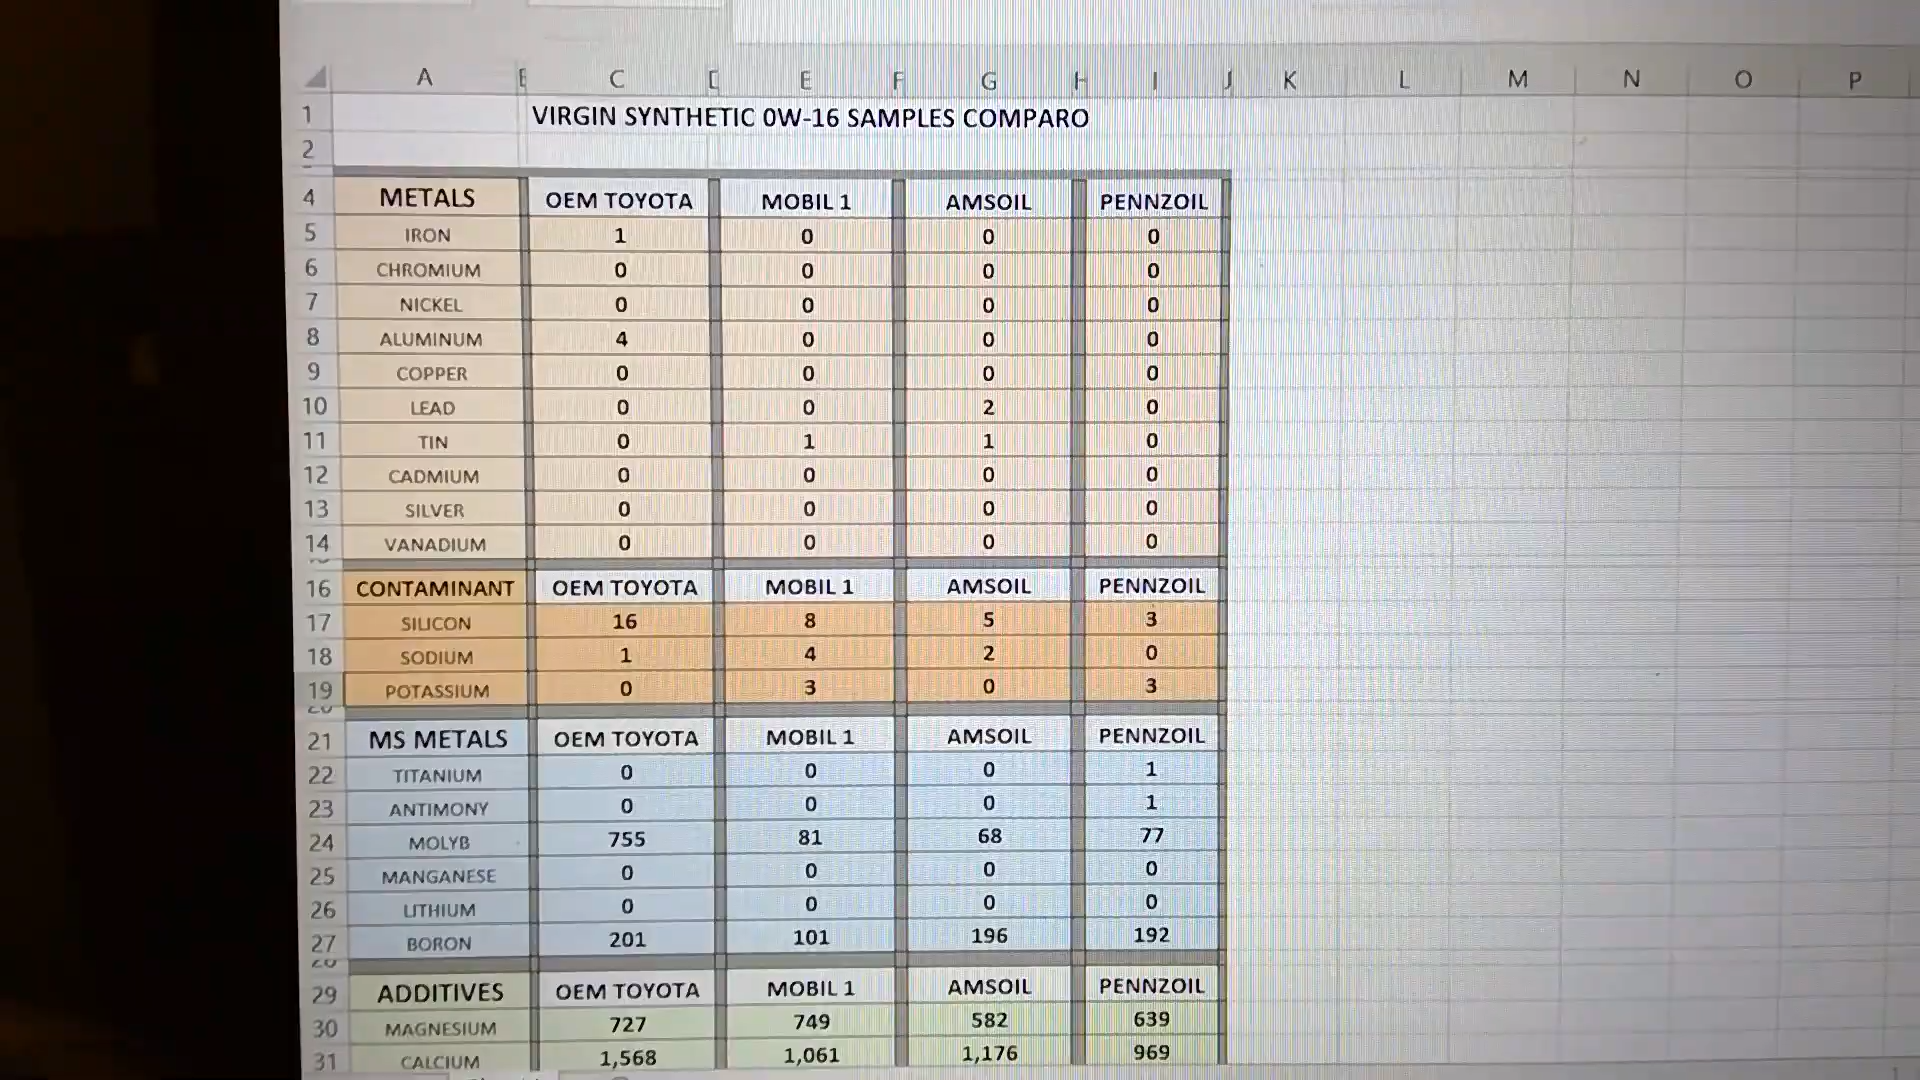 A E C D E F G H I J K L M N O P
1 VIRGIN SYNTHETIC 0W-16 SAMPLES COMPARO
2
4 METALS OEM TOYOTA MOBIL 1 AMSOIL PENNZOIL
5 IRON 1 0 0 0
6 CHROMIUM 0 0 0 0
7 NICKEL 0 0 0 0
8 ALUMINUM 4 0 0 0
9 COPPER 0 0 0 0
10 LEAD 0 0 2 0
11 TIN 0 1 1 0
12 CADMIUM 0 0 0 0
13 SILVER 0 0 0 0
14 VANADIUM 0 0 0 0
16 CONTAMINANT OEM TOYOTA MOBIL 1 AMSOIL PENNZOIL
17 SILICON 16 8 5 3
18 SODIUM 1 4 2 0
19 POTASSIUM 0 3 0 3
21 MS METALS OEM TOYOTA MOBIL 1 AMSOIL PENNZOIL
22 TITANIUM 0 0 0 1
23 ANTIMONY 0 0 0 1
24 MOLYB 755 81 68 77
25 MANGANESE 0 0 0 0
26 LITHIUM 0 0 0 0
27 BORON 201 101 196 192
29 ADDITIVES OEM TOYOTA MOBIL 1 AMSOIL PENNZOIL
30 MAGNESIUM 727 749 582 639
31 CALCIUM 1,568 1,061 1,176 969